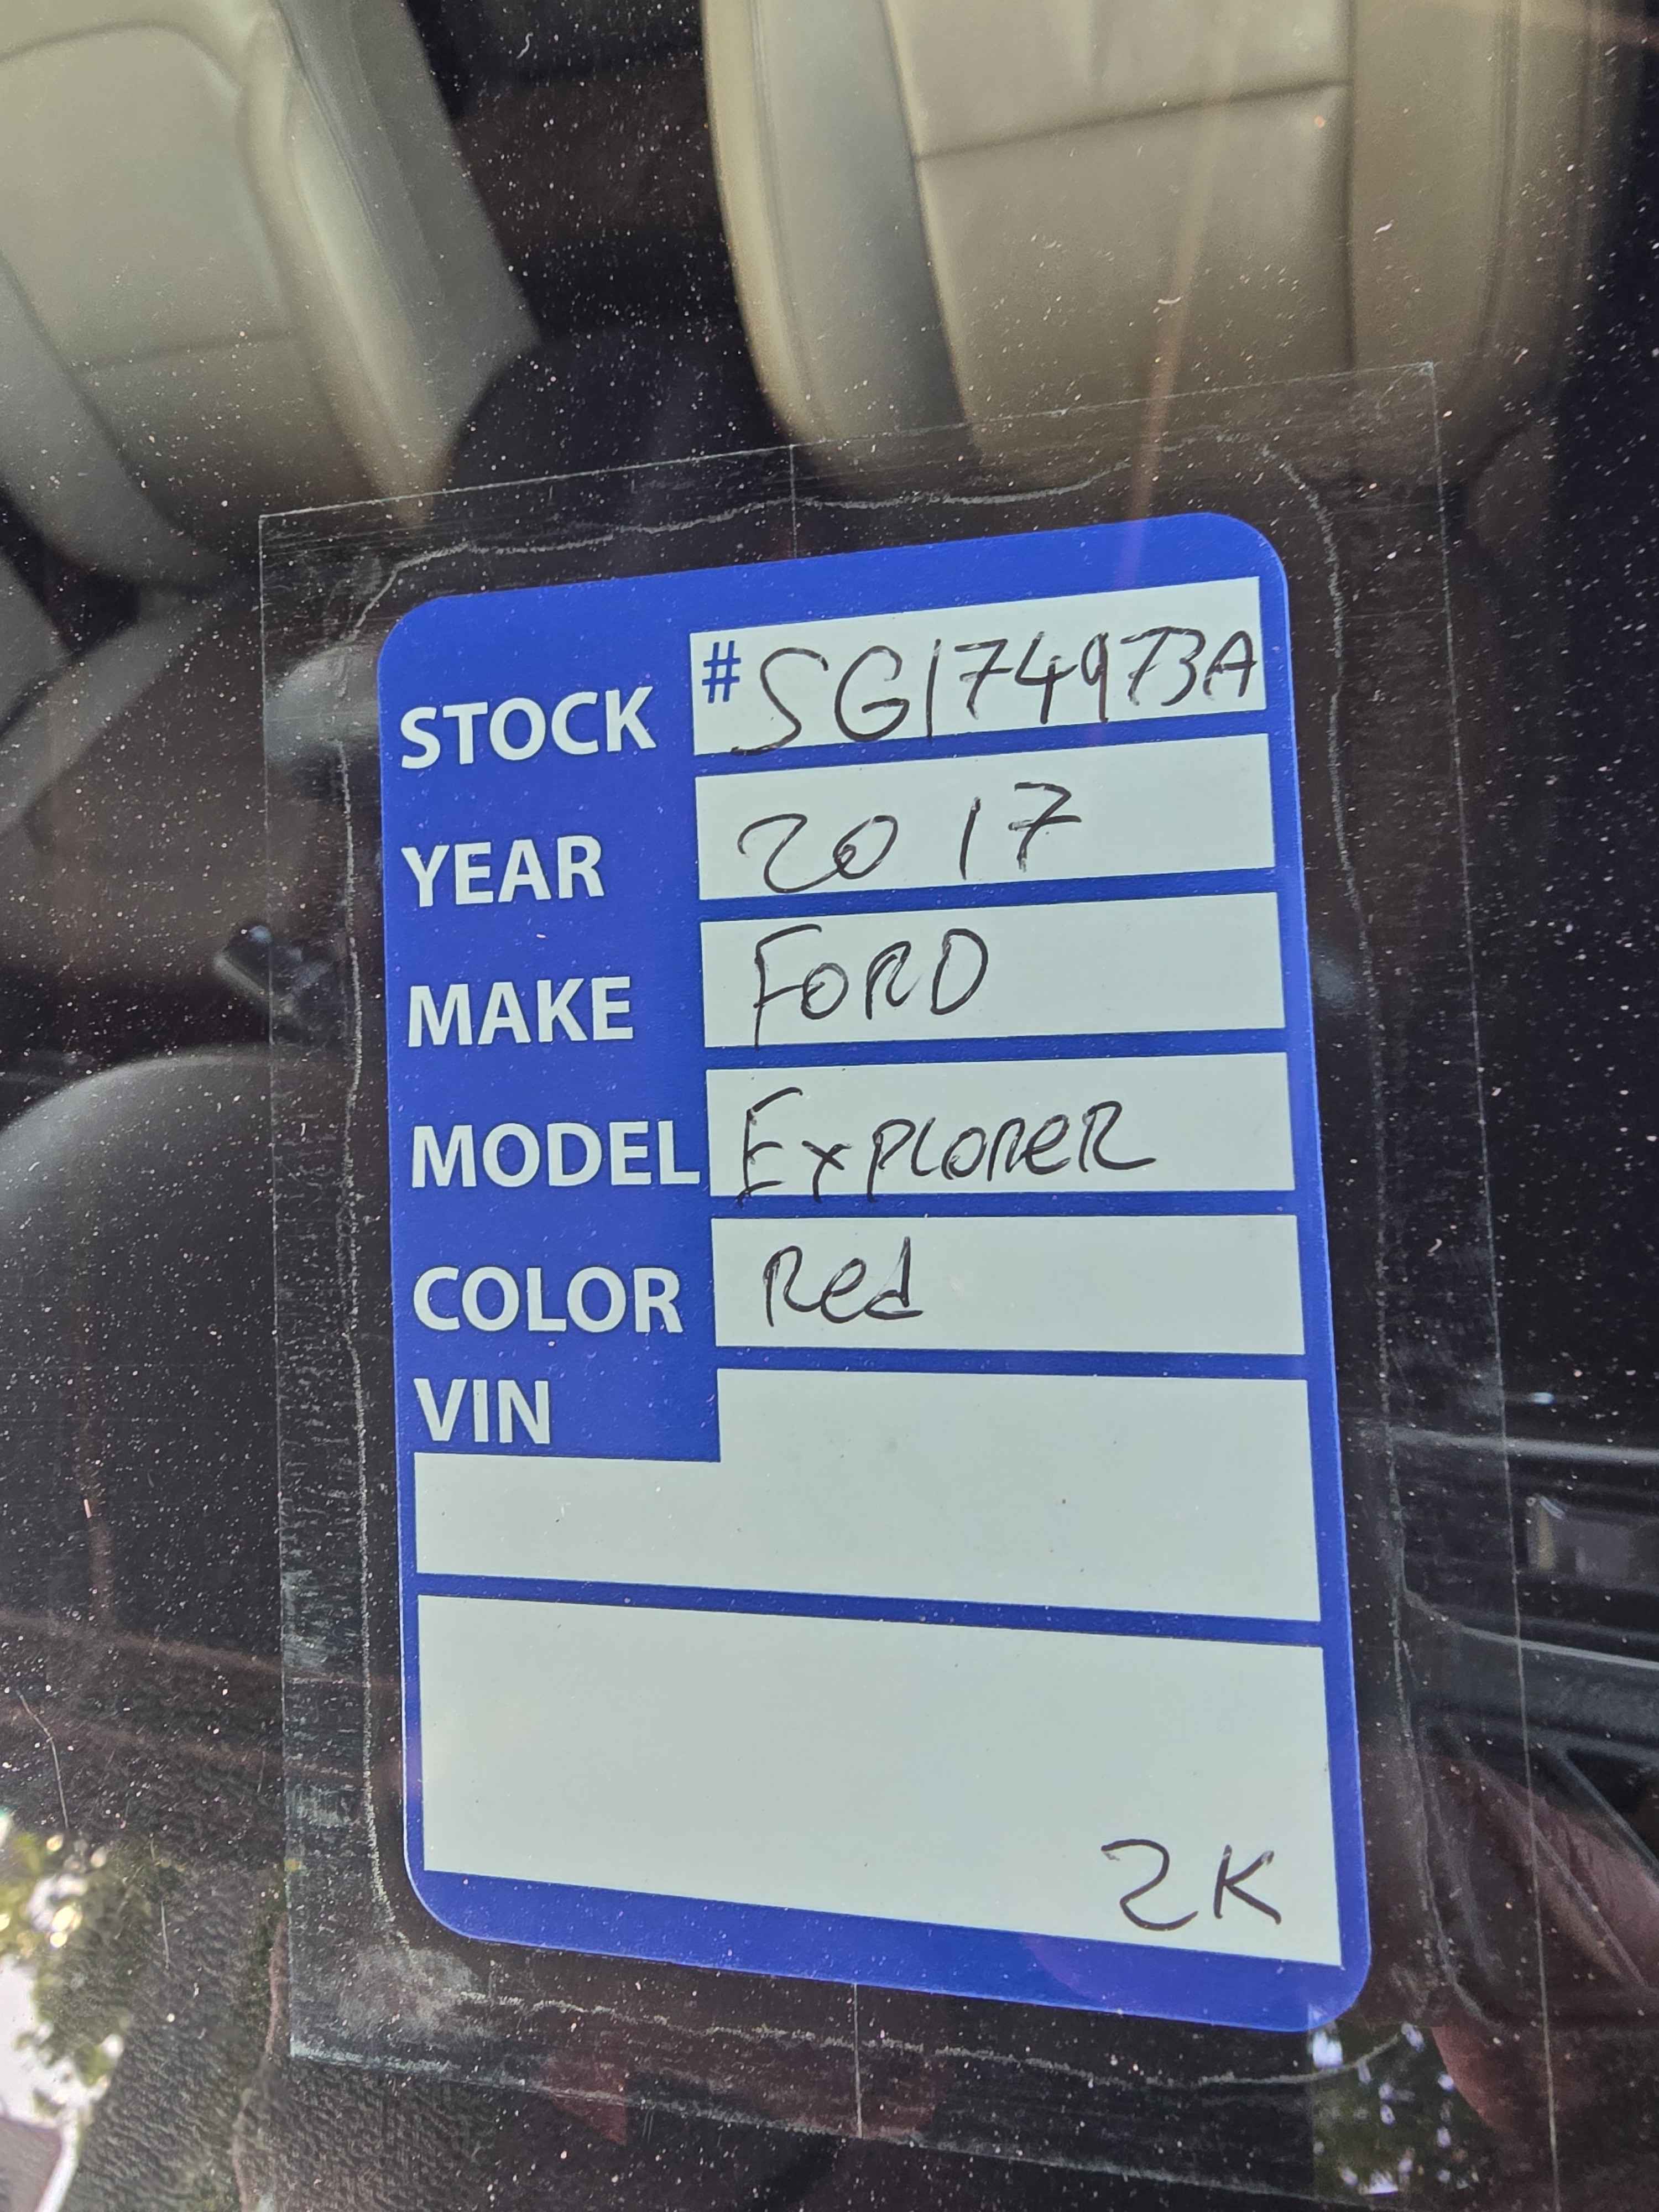 STOCK #SG174973A
YEAR 2017
MAKE FORD
MODEL ExPLORER
COLOR Red
VIN
2K